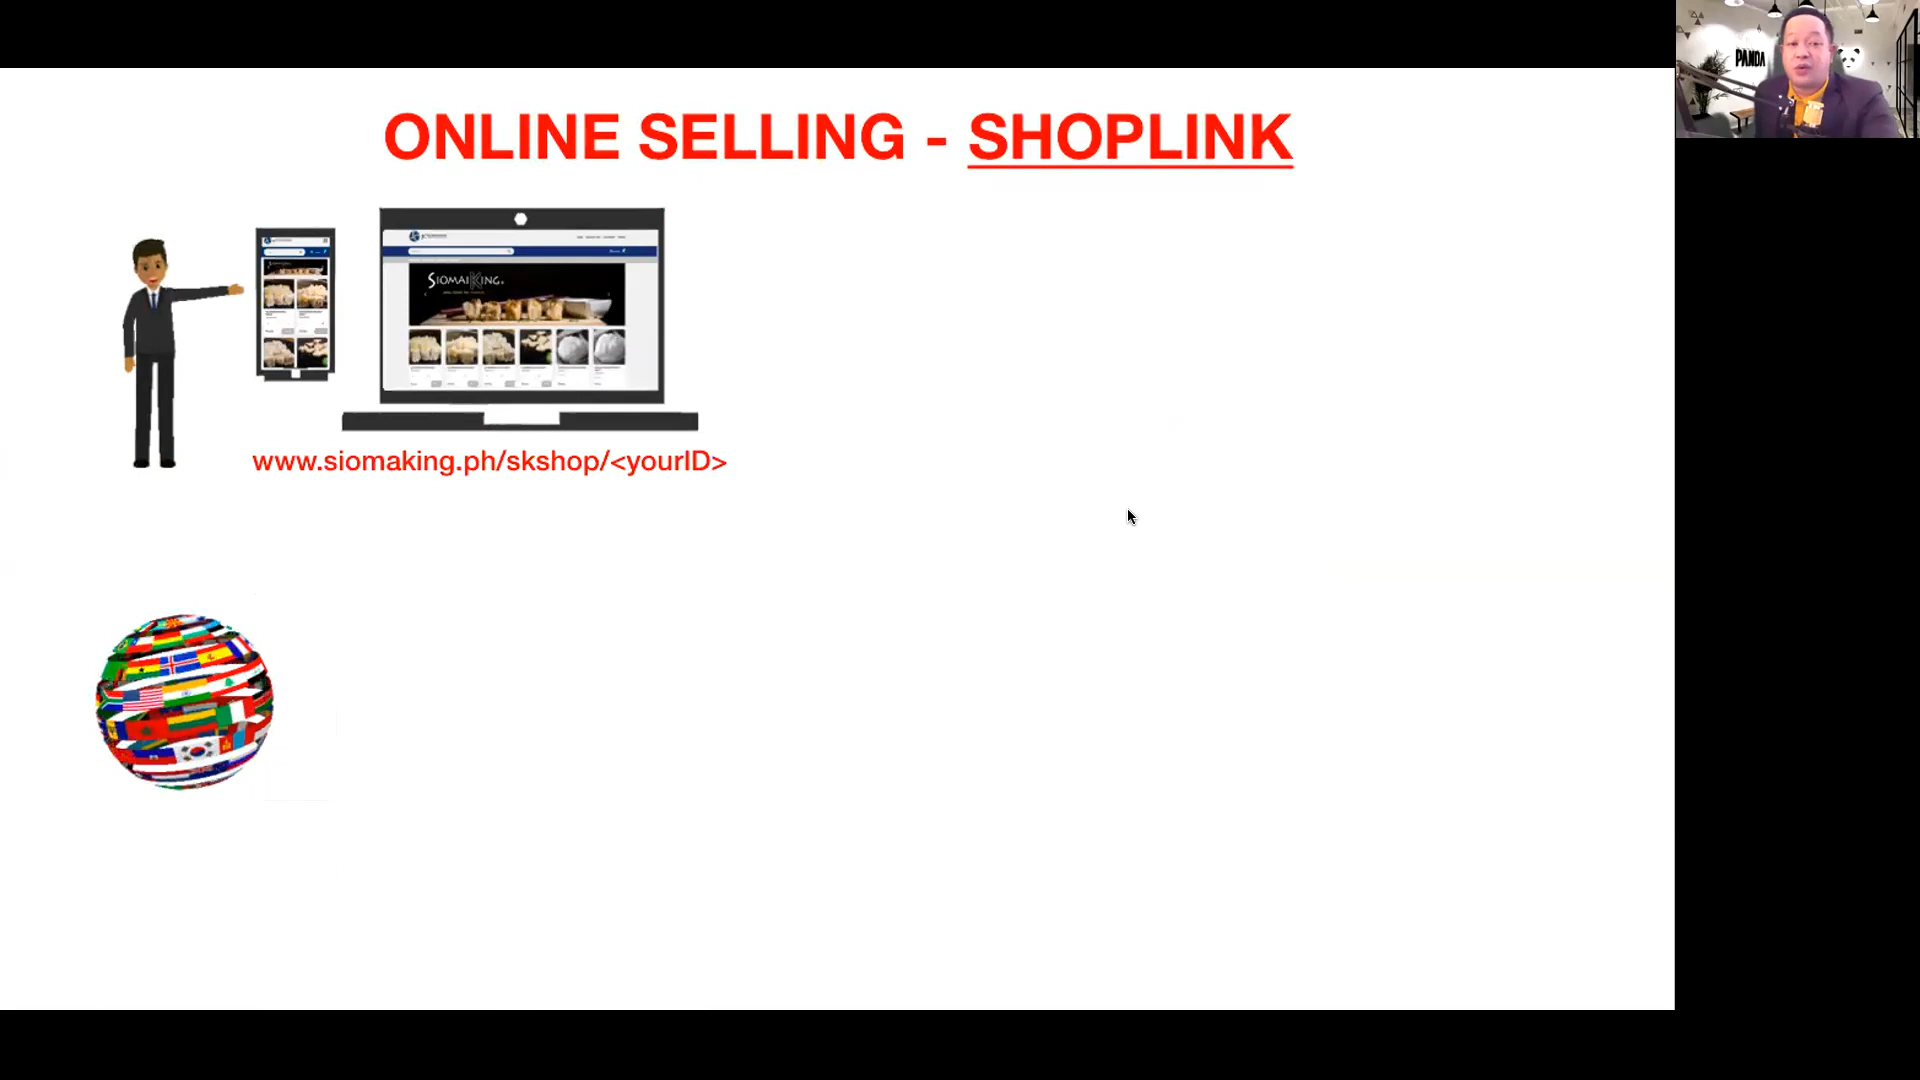 ONLINE SELLING - SHOPLINK
PANDA
SIOMAI KING
www.siomaking.ph/skshop/<yourID>